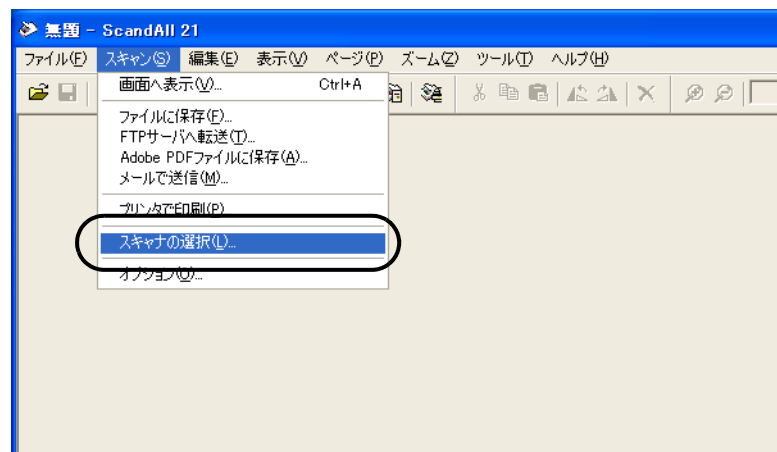 無題 - ScandAll 21
ファイル(F) スキャン(S) 編集(E) 表示(V) ページ(P) ズーム(Z) ツール(T) ヘルプ(H)
画面へ表示(V)... Ctrl+A
ファイルに保存(F)...
FTPサーバへ転送(T)...
Adobe PDFファイルに保存(A)...
メールで送信(M)...
プリンタで印刷(P)
スキャナの選択(L)...
オプション(O)...